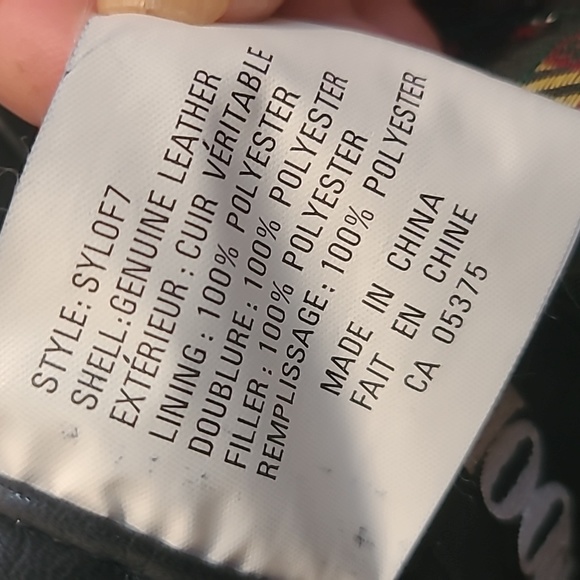 STYLE: SYLOF7
SHELL:GENUINE LEATHER
EXTÉRIEUR: CUIR VÉRITABLE
LINING: 100% POLYESTER
DOUBLURE: 100% POLYESTER
FILLER: 100% POLYESTER
REMPLISSAGE: 100% POLYESTER
MADE IN CHINA
FAIT EN CHINE
CA 05375